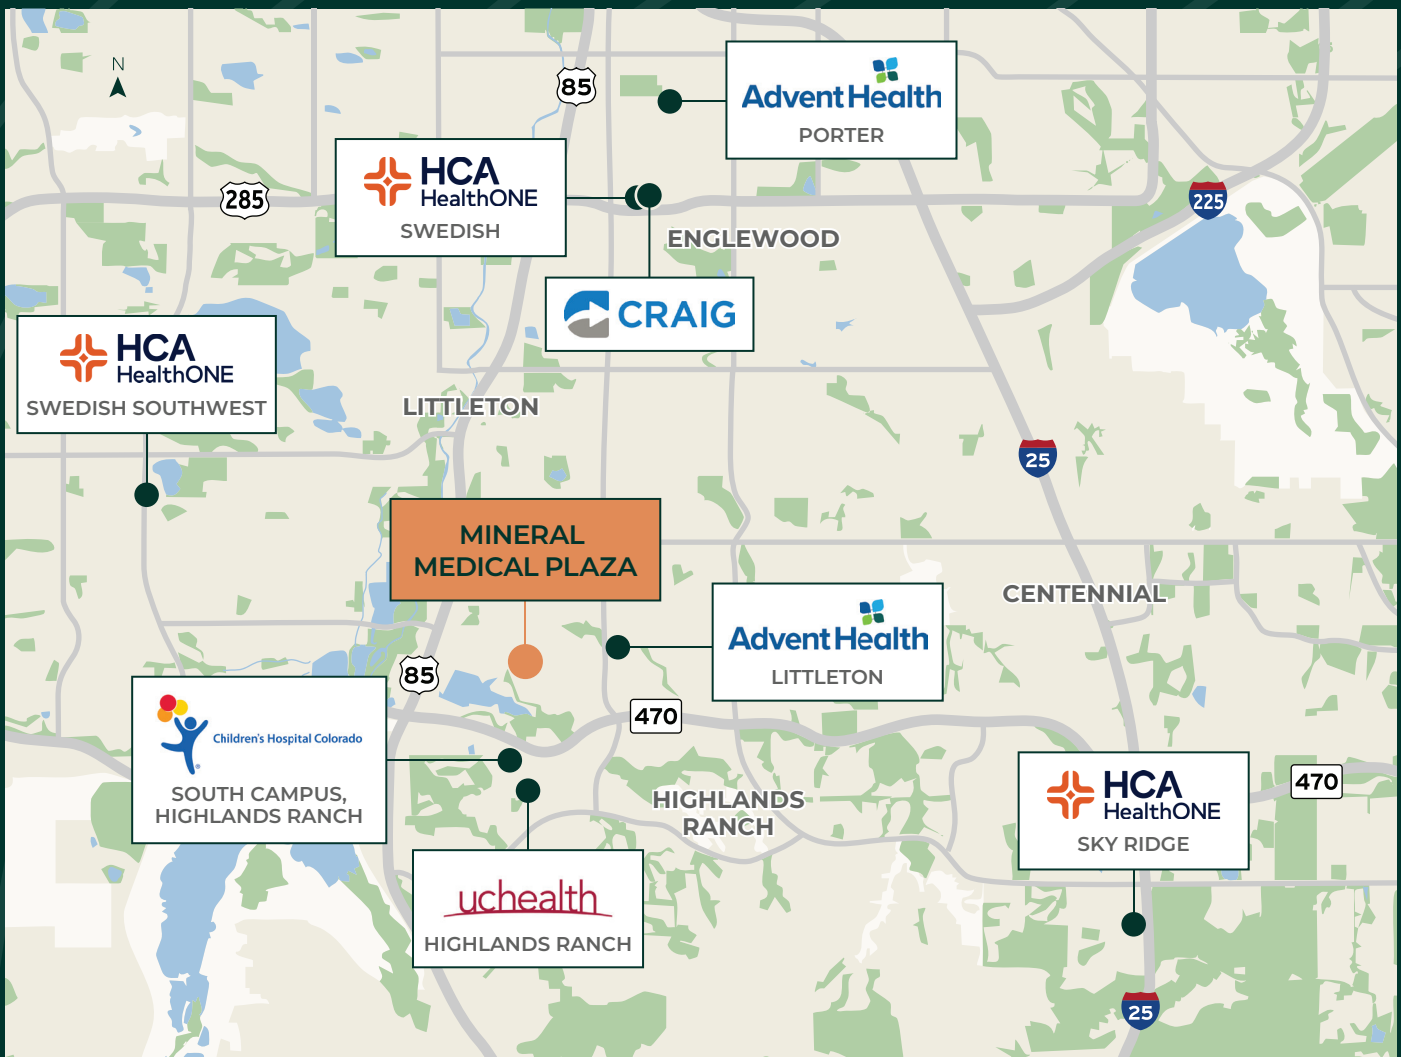 N
85
AdventHealth
PORTER
HCA
HealthONE
SWEDISH
285
225
ENGLEWOOD
CRAIG
HCA
HealthONE
SWEDISH SOUTHWEST
LITTLETON
25
MINERAL
MEDICAL PLAZA
CENTENNIAL
AdventHealth
LITTLETON
85
470
Children's Hospital Colorado
®
SOUTH CAMPUS,
HIGHLANDS RANCH
HIGHLANDS
RANCH
HCA
HealthONE
SKY RIDGE
470
uchealth
HIGHLANDS RANCH
25